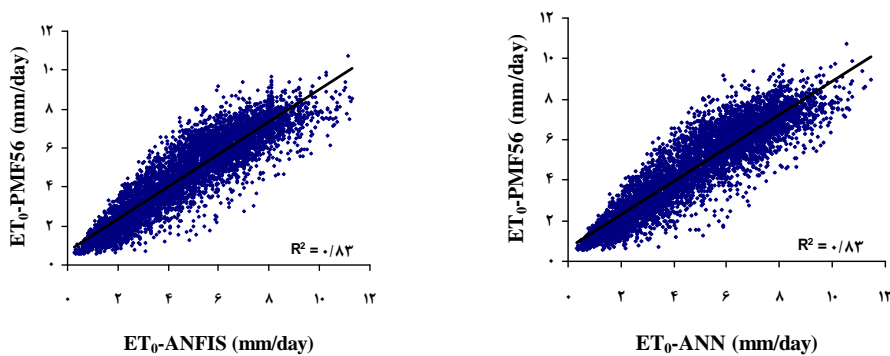 ET₀-PMF56 (mm/day)
۱۲
۱۰
۸
۶
۴
۲
۰
R² = ۰/۸۳
۰ ۲ ۴ ۶ ۸ ۱۰ ۱۲
ET₀-ANFIS (mm/day)
ET₀-PMF56 (mm/day)
۱۲
۱۰
۸
۶
۴
۲
۰
R² = ۰/۸۳
۰ ۲ ۴ ۶ ۸ ۱۰ ۱۲
ET₀-ANN (mm/day)